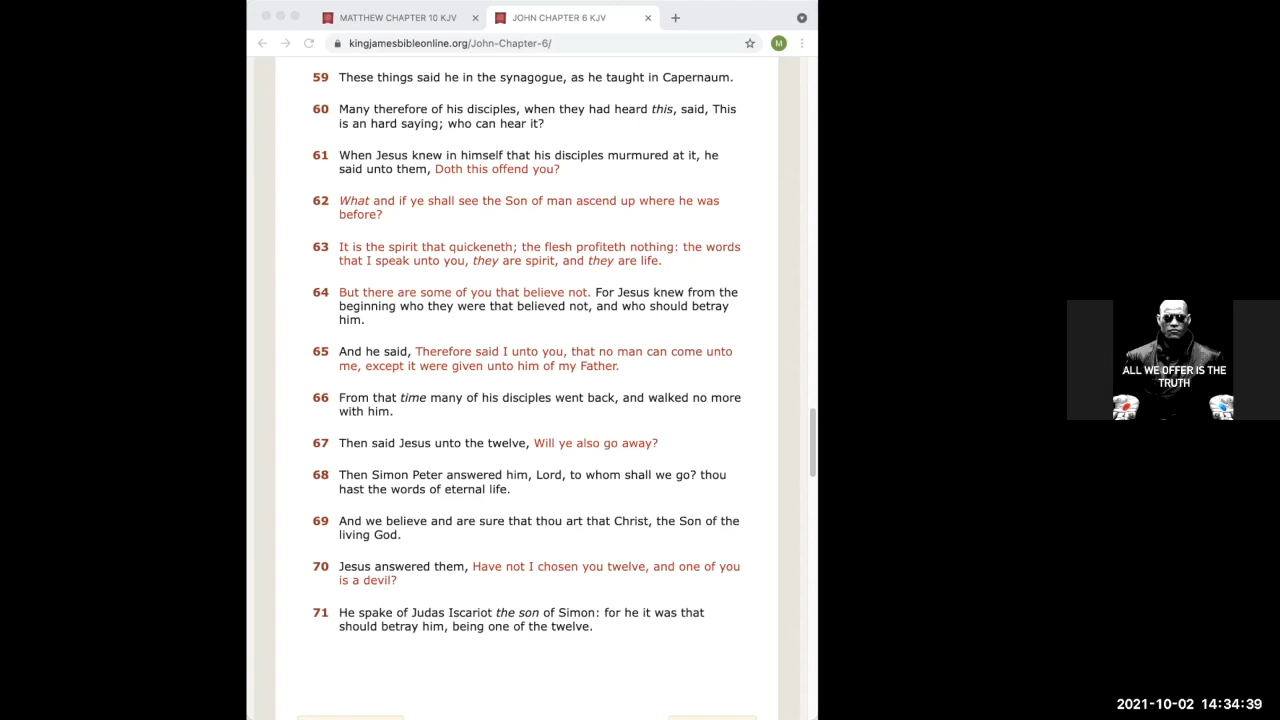 MATTHEW CHAPTER 10 KJV
JOHN CHAPTER 6 KJV
kingjamesbibleonline.org/John-Chapter-6/
M
59 These things said he in the synagogue, as he taught in Capernaum.
60 Many therefore of his disciples, when they had heard this, said, This
is an hard saying; who can hear it?
61 When Jesus knew in himself that his disciples murmured at it, he
said unto them, Doth this offend you?
62 What and if ye shall see the Son of man ascend up where he was
before?
63 It is the spirit that quickeneth; the flesh profiteth nothing: the words
that I speak unto you, they are spirit, and they are life.
64 But there are some of you that believe not. For Jesus knew from the
beginning who they were that believed not, and who should betray
him.
65 And he said, Therefore said I unto you, that no man can come unto
me, except it were given unto him of my Father.
66 From that time many of his disciples went back, and walked no more
with him.
67 Then said Jesus unto the twelve, Will ye also go away?
68 Then Simon Peter answered him, Lord, to whom shall we go? thou
hast the words of eternal life.
69 And we believe and are sure that thou art that Christ, the Son of the
living God.
70 Jesus answered them, Have not I chosen you twelve, and one of you
is a devil?
71 He spake of Judas Iscariot the son of Simon: for he it was that
should betray him, being one of the twelve.
ALL WE OFFER IS THE
TRUTH
2021-10-02 14:34:39